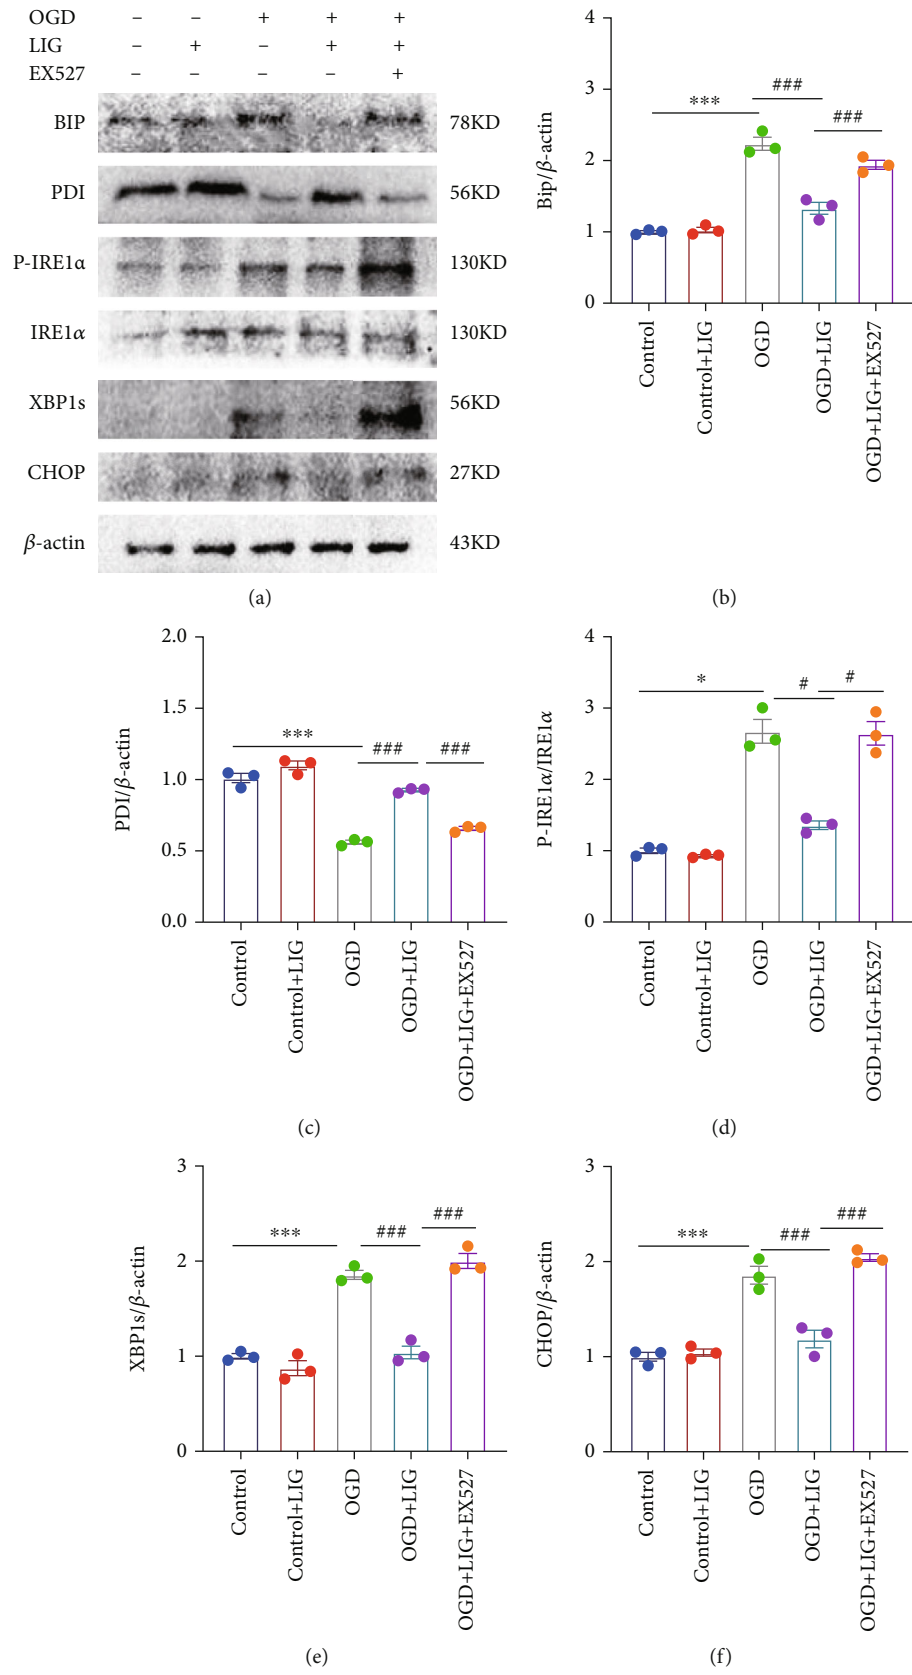 OGD – – + + +
LIG – + – + +
EX527 – – – – +
BIP 78KD
PDI 56KD
P-IRE1α 130KD
IRE1α 130KD
XBP1s 56KD
CHOP 27KD
β-actin 43KD
(a)
4
3
2
1
0
Bip/β-actin
***
###
###
Control
Control+LIG
OGD
OGD+LIG
OGD+LIG+EX527
(b)
2.0
1.5
1.0
0.5
0.0
PDI/β-actin
***
###
###
Control
Control+LIG
OGD
OGD+LIG
OGD+LIG+EX527
(c)
4
3
2
1
0
P-IRE1α/IRE1α
*
#
#
Control
Control+LIG
OGD
OGD+LIG
OGD+LIG+EX527
(d)
3
2
1
0
XBP1s/β-actin
***
###
###
Control
Control+LIG
OGD
OGD+LIG
OGD+LIG+EX527
(e)
3
2
1
0
CHOP/β-actin
***
###
###
Control
Control+LIG
OGD
OGD+LIG
OGD+LIG+EX527
(f)